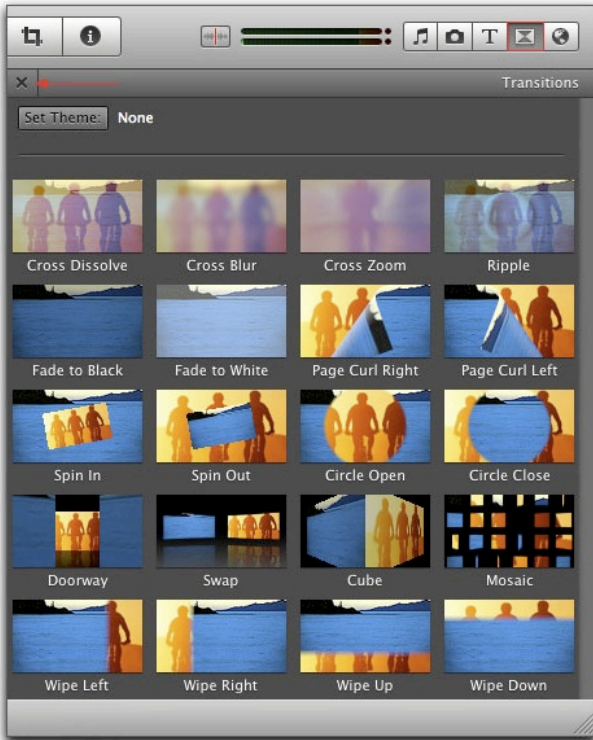 T
Transitions
Set Theme: None
Cross Dissolve Cross Blur Cross Zoom Ripple
Fade to Black Fade to White Page Curl Right Page Curl Left
Spin In Spin Out Circle Open Circle Close
Doorway Swap Cube Mosaic
Wipe Left Wipe Right Wipe Up Wipe Down